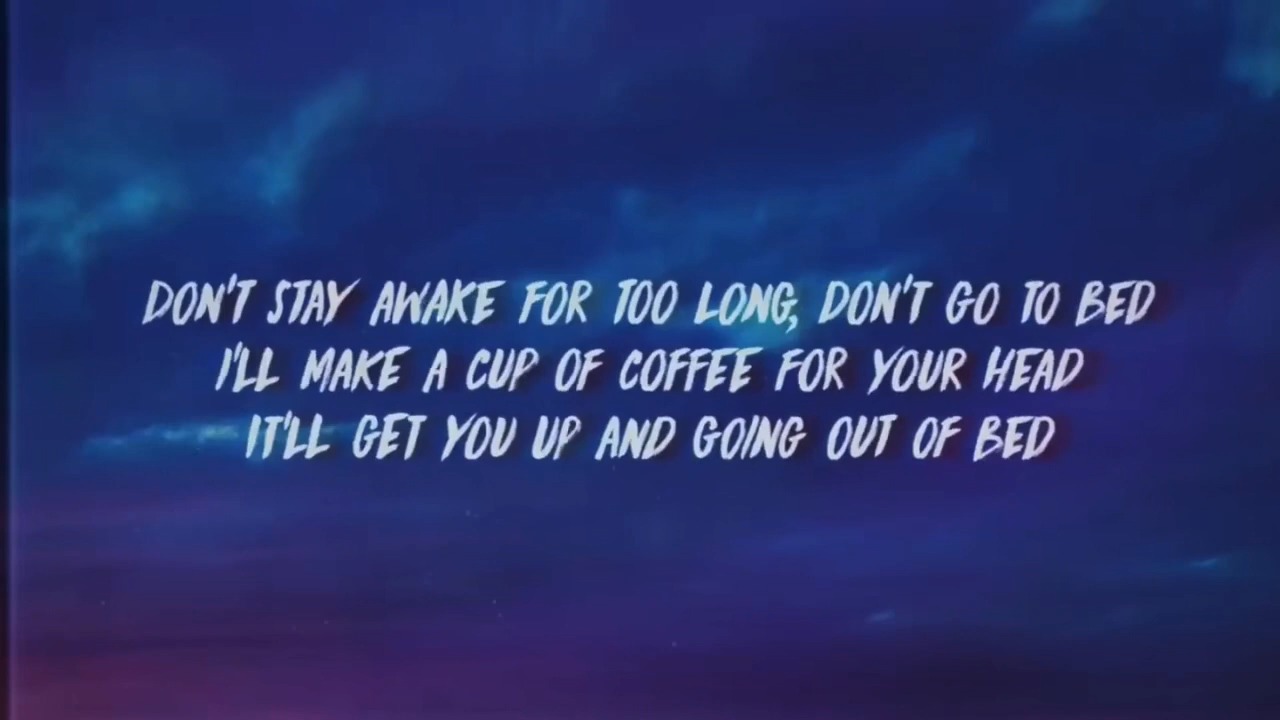 DON'T STAY AWAKE FOR TOO LONG, DON'T GO TO BED
I'LL MAKE A CUP OF COFFEE FOR YOUR HEAD
IT'LL GET YOU UP AND GOING OUT OF BED